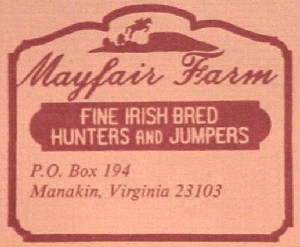 Mayfair Farm
FINE IRISH BRED
HUNTERS AND JUMPERS
P.O. Box 194
Manakin, Virginia 23103